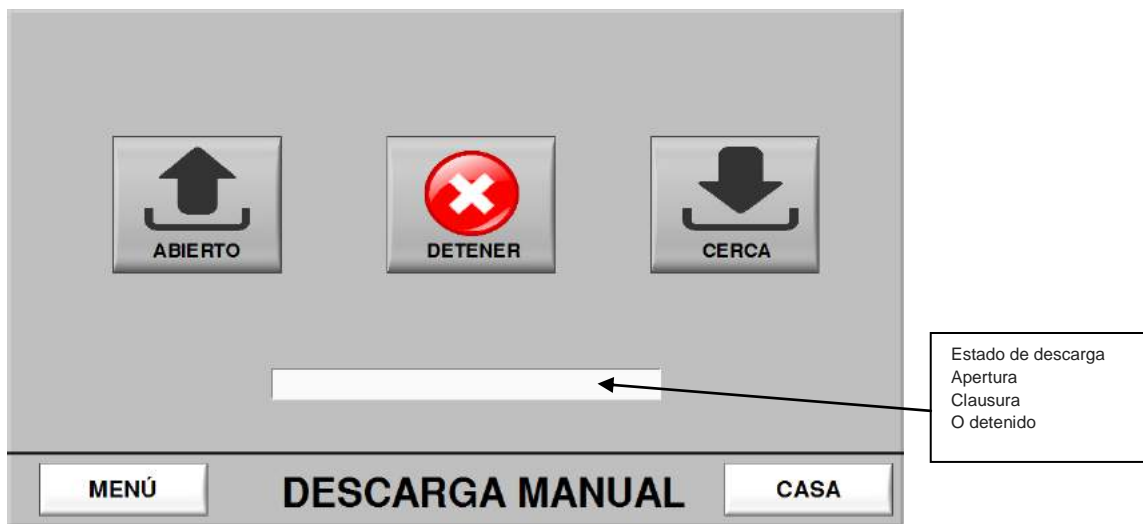 ABIERTO
DETENER
CERCA
Estado de descarga
Apertura
Clausura
O detenido
MENÚ
DESCARGA MANUAL
CASA